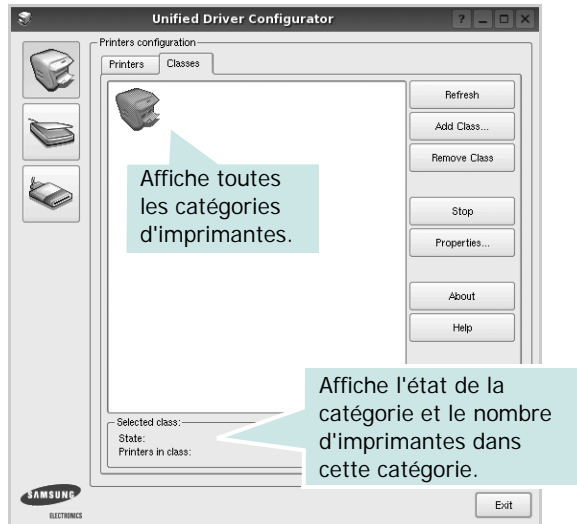 Unified Driver Configurator
Printers configuration
Printers
Classes
Refresh
Add Class...
Remove Class
Affiche toutes
les catégories
d'imprimantes.
Stop
Properties...
About
Help
Affiche l'état de la
catégorie et le nombre
d'imprimantes dans
cette catégorie.
Selected class:
State:
Printers in class:
SAMSUNG
ELECTRONICS
Exit